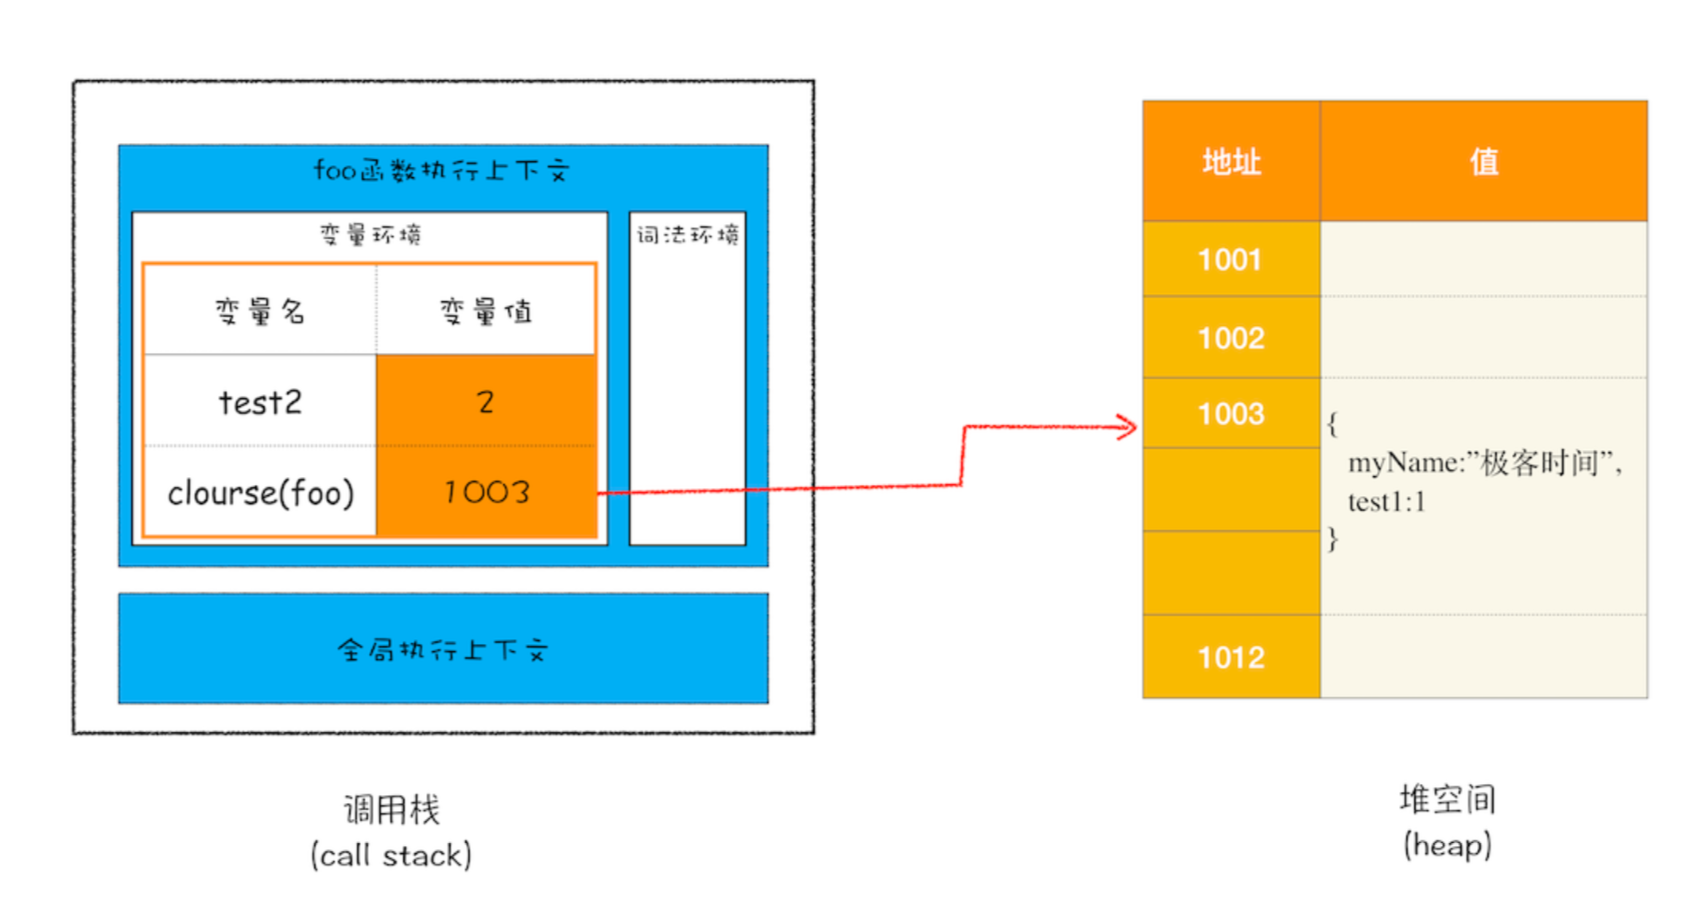 foo函数执行上下文
变量环境
词法环境
变量名 变量值
test2 2
clourse(foo) 1003
全局执行上下文
调用栈
(call stack)
地址 值
1001
1002
1003
{
myName:”极客时间”,
test1:1
}
1012
堆空间
(heap)